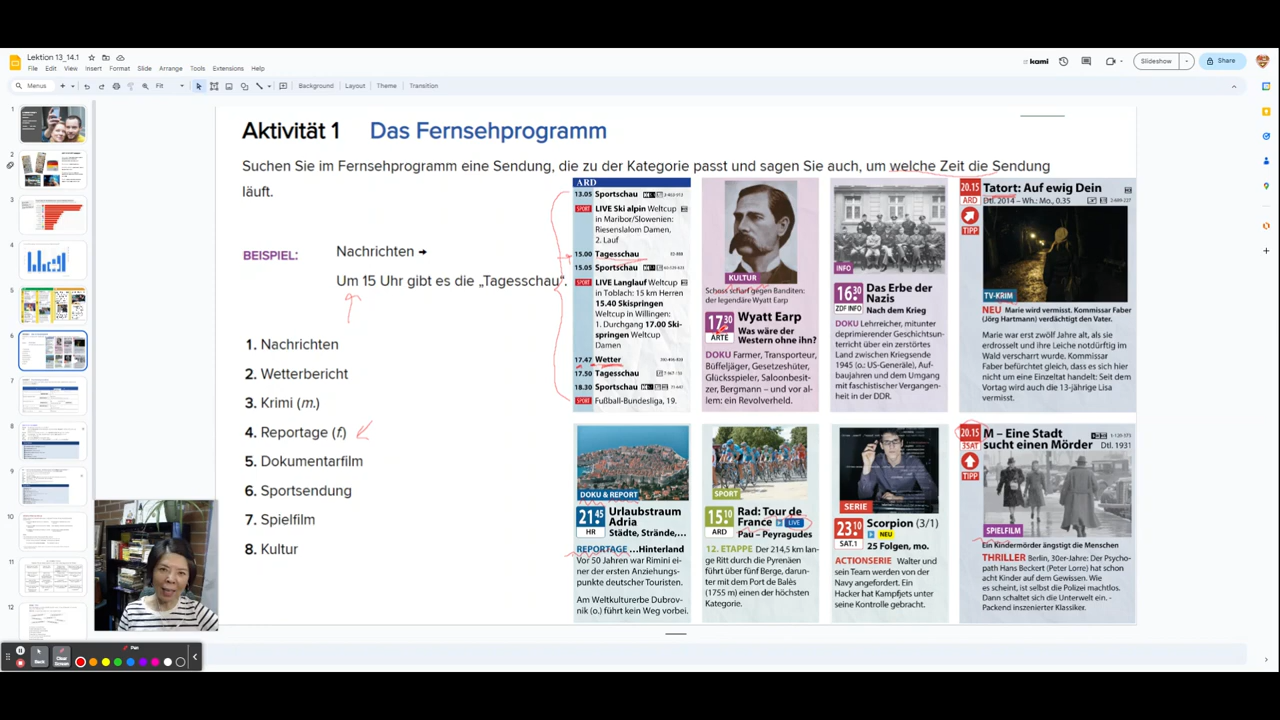 Lektion 13_14.1
File Edit View Insert Format Slide Arrange Tools Extensions Help
kami
Slideshow
Share
Menus
Fit
Background Layout Theme Transition
Aktivität 1 Das Fernsehprogramm
Suchen Sie im Fernsehprogramm eine Sendung, die zu der Kategorie passt und sagen Sie auch um welche Zeit die Sendung
läuft.
BEISPIEL: Nachrichten →
Um 15 Uhr gibt es die „Tagesschau“.
1. Nachrichten
2. Wetterbericht
3. Krimi (m.)
4. Reportage (f.)
5. Dokumentarfilm
6. Sportsendung
7. Spielfilm
8. Kultur
ARD
13.05 Sportschau
SPORT LIVE Ski alpin Weltcup
in Maribor/Slowenien:
Riesenslalom Damen,
2. Lauf
15.00 Tagesschau
15.05 Sportschau
SPORT LIVE Langlauf Weltcup
in Toblach: 15 km Herren
15.40 Skispringen
Weltcup in Willingen:
1. Durchgang 17.00 Ski-
springen Weltcup
Damen
17.47 Wetter
17.50 Tagesschau
18.30 Sportschau
SPORT Fußball-Bundesliga, 19.
KULTUR
Schoss scharf gegen Banditen:
der legendäre Wyatt Earp
17.30
ARTE
Wyatt Earp
Was wäre der
Western ohne ihn?
DOKU Farmer, Transporteur,
Büffeljäger, Gesetzeshüter,
Glücksspieler, Saloonbesit-
zer, Bergmann – und vor al-
lem: ein Revolverheld.
INFO
16.30
ZDF INFO
Das Erbe der
Nazis
Nach dem Krieg
DOKU Lehrreicher, mitunter
deprimierender Geschichtsun-
terricht über ein zerstörtes
Land zwischen Kriegsende
1945 (o.: US-General), Auf-
baujahren und dem Umgang
mit faschistischer Vergangen-
heit in der DDR.
20.15
ARD
TIPP
Tatort: Auf ewig Dein
Dtl. 2014 – Wh.: Mo., 0.35
TV-KRIMI
NEU Marie wird vermisst. Kommissar Faber
(Jörg Hartmann) verdächtigt den Vater.
Marie war erst zwölf Jahre alt, als sie
erdrosselt und ihre Leiche notdürftig im
Wald verscharrt wurde. Kommissar
Faber befürchtet gleich, dass es sich hier
nicht um eine Einzeltat handelt: Seit dem
Vortag wird auch die 13-jährige Lisa
vermisst.
DOKU & REPORT
21.45
HR
Urlaubstraum
Adria
Städte, Strände,…
REPORTAGE …Hinterland
Vor 50 Jahren war Rimini ei-
ner der ersten Anziehungs-
punkte deutscher Touristen.
Am Weltkulturerbe Dubrov-
nik (o.) führt kein Weg vorbei.
SPORT
15.10
ARD
Rad: Tour de
France LIVE
Pau – Peyragudes
12. ETAPPE Der 214,5 km lan-
ge Ritt durch die Pyrenäen
führt über fünf Berge, darun-
ter mit dem Port de Balès
(1755 m) einen der höchsten
Kategorie.
SERIE
23.10
SAT.1
Scorpion (3/1)
NEU
25 Folgen, mo.
ACTIONSERIE Walter und
sein Team werden von der
Navy angefordert. Ein
Hacker hat Kampfjets unter
seine Kontrolle gebracht.
20.15
3SAT
TIPP
M – Eine Stadt
sucht einen Mörder Dtl. 1931
SPIELFILM
Ein Kindermörder ängstigt die Menschen
THRILLER Berlin, 30er-Jahre: Der Psycho-
path Hans Beckert (Peter Lorre) hat schon
acht Kinder auf dem Gewissen. Wie
es scheint, ist selbst die Polizei machtlos.
Dann schaltet sich die Unterwelt ein. -
Packend inszenierter Klassiker.
Pen
Back
Clear
Screen